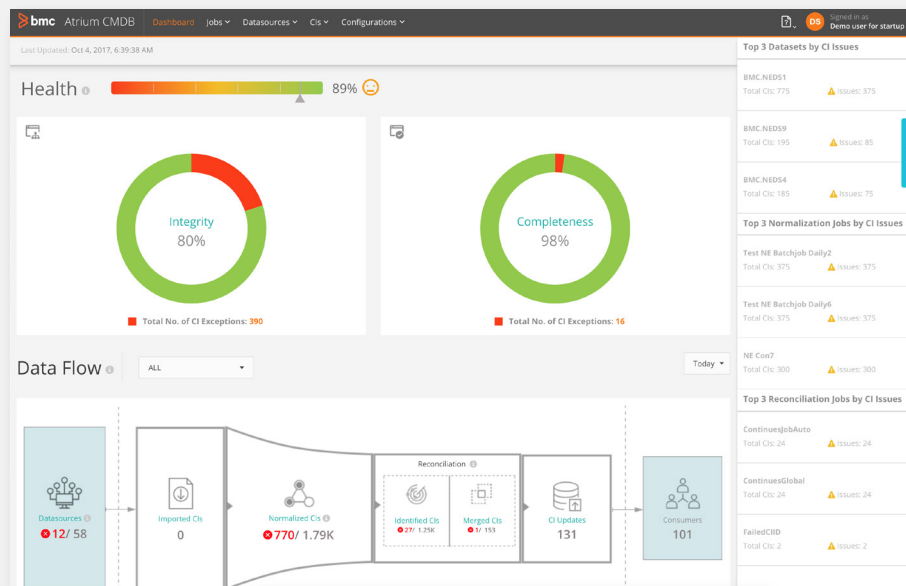 bmc Atrium CMDB Dashboard Jobs Datasources CIs Configurations DS Signed in as
Demo user for startup
Last Updated: Oct 4, 2017, 6:39:38 AM
Health 89%
Integrity
80%
Total No. of CI Exceptions: 390
Completeness
98%
Total No. of CI Exceptions: 16
Data Flow ALL Today
Datasources
12/ 58
Imported CIs
0
Normalized CIs
770/ 1.79K
Reconciliation
Identified CIs
27/ 1.25K
Merged CIs
1/ 153
CI Updates
131
Consumers
101
Top 3 Datasets by CI Issues
BMC.NEDS1
Total CIs: 775 Issues: 375
BMC.NEDS9
Total CIs: 195 Issues: 85
BMC.NEDS4
Total CIs: 185 Issues: 75
Top 3 Normalization Jobs by CI Issues
Test NE Batchjob Daily2
Total CIs: 375 Issues: 375
Test NE Batchjob Daily6
Total CIs: 375 Issues: 375
NE Con7
Total CIs: 300 Issues: 300
Top 3 Reconciliation Jobs by CI Issues
ContinuesJobAuto
Total CIs: 24 Issues: 24
ContinuesGlobal
Total CIs: 24 Issues: 24
FailedCIID
Total CIs: 2 Issues: 2